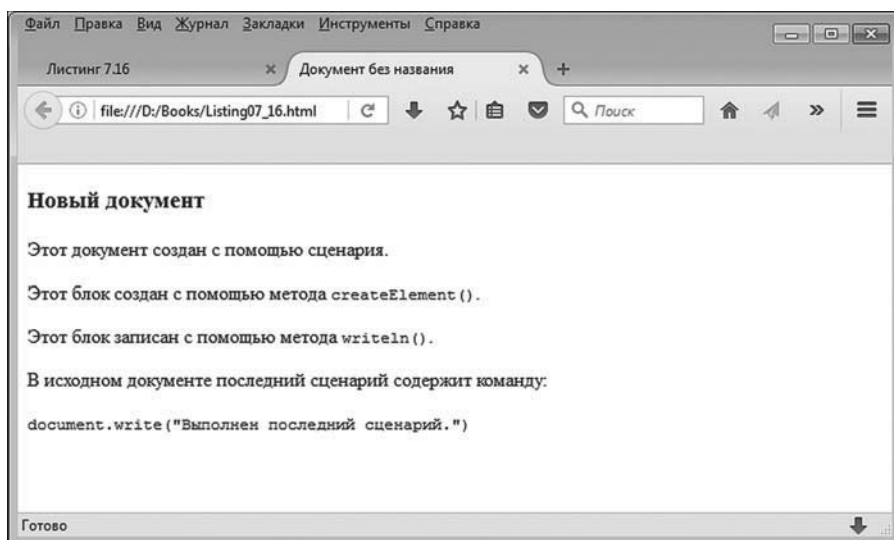 Файл Правка Вид Журнал Закладки Инструменты Справка
Листинг 7.16
Документ без названия
file:///D:/Books/Listing07_16.html
Поиск
Новый документ
Этот документ создан с помощью сценария.
Этот блок создан с помощью метода createElement().
Этот блок записан с помощью метода writeln().
В исходном документе последний сценарий содержит команду:
document.write("Выполнен последний сценарий.")
Готово